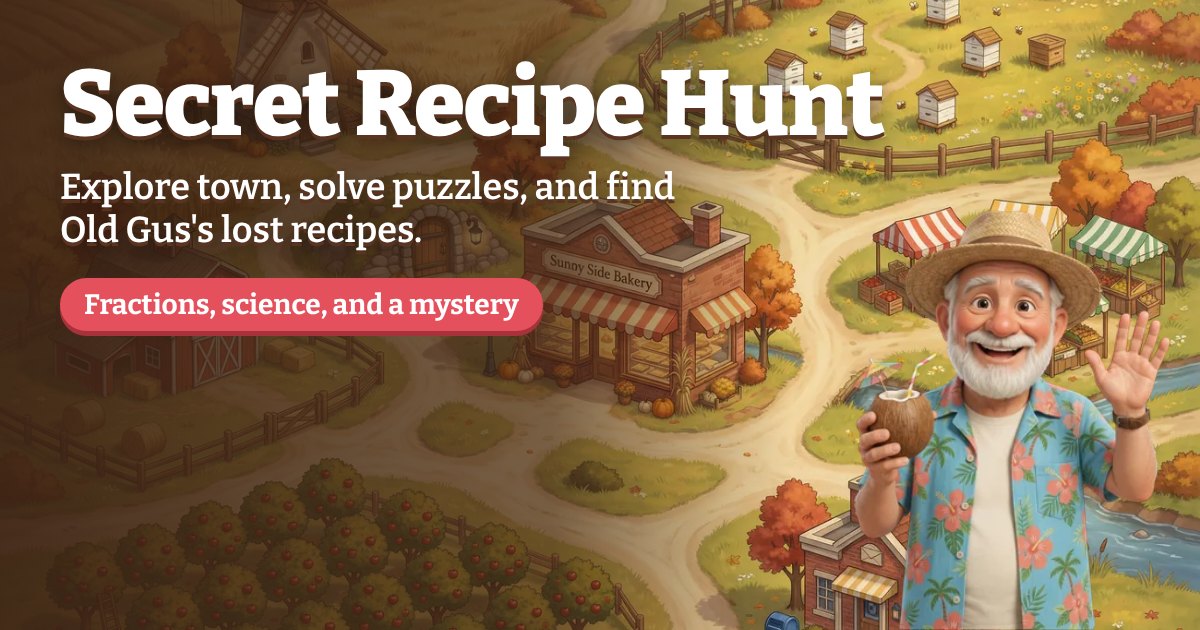 Secret Recipe Hunt
Explore town, solve puzzles, and find
Old Gus's lost recipes.
Fractions, science, and a mystery
Sunny Side Bakery